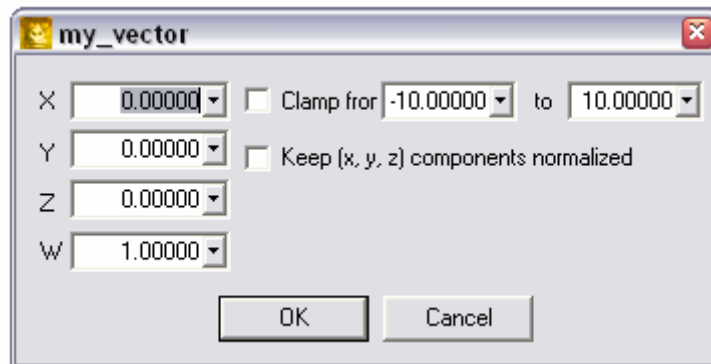 my_vector
X 0.00000 Clamp fror -10.00000 to 10.00000
Y 0.00000 Keep (x, y, z) components normalized
Z 0.00000
W 1.00000
OK Cancel